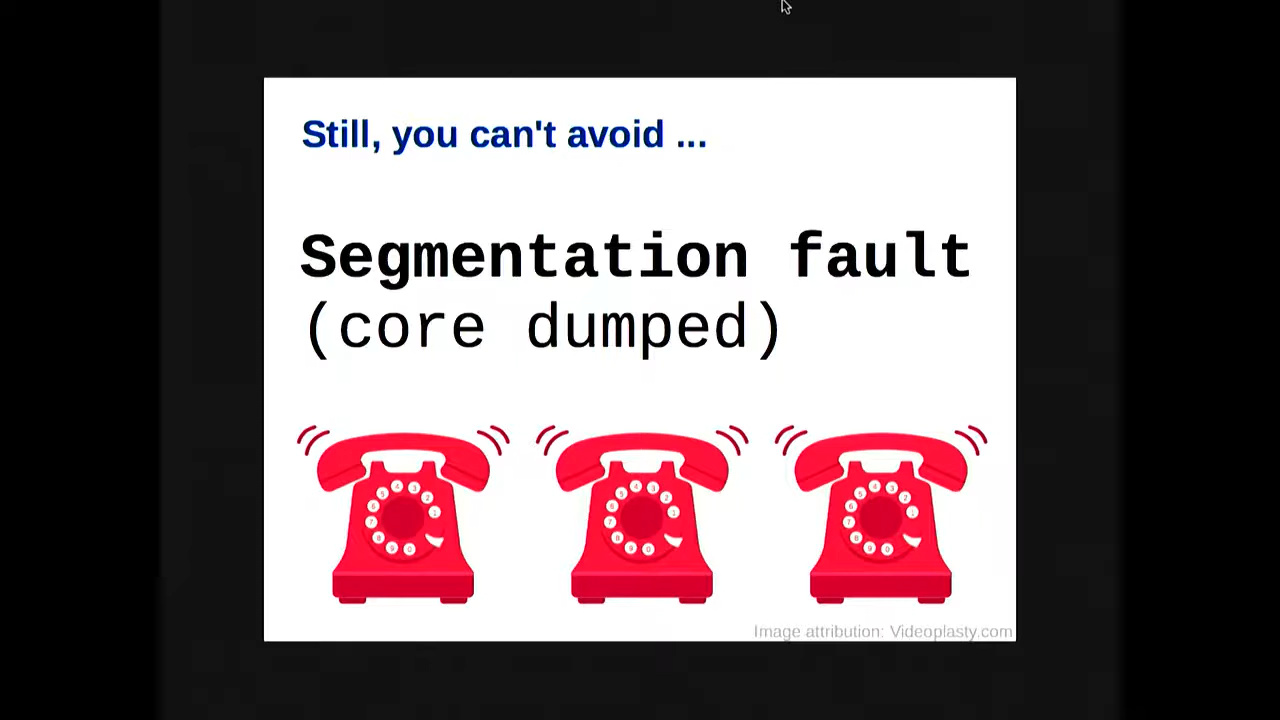 Still, you can't avoid ...
Segmentation fault
(core dumped)
Image attribution: Videoplasty.com